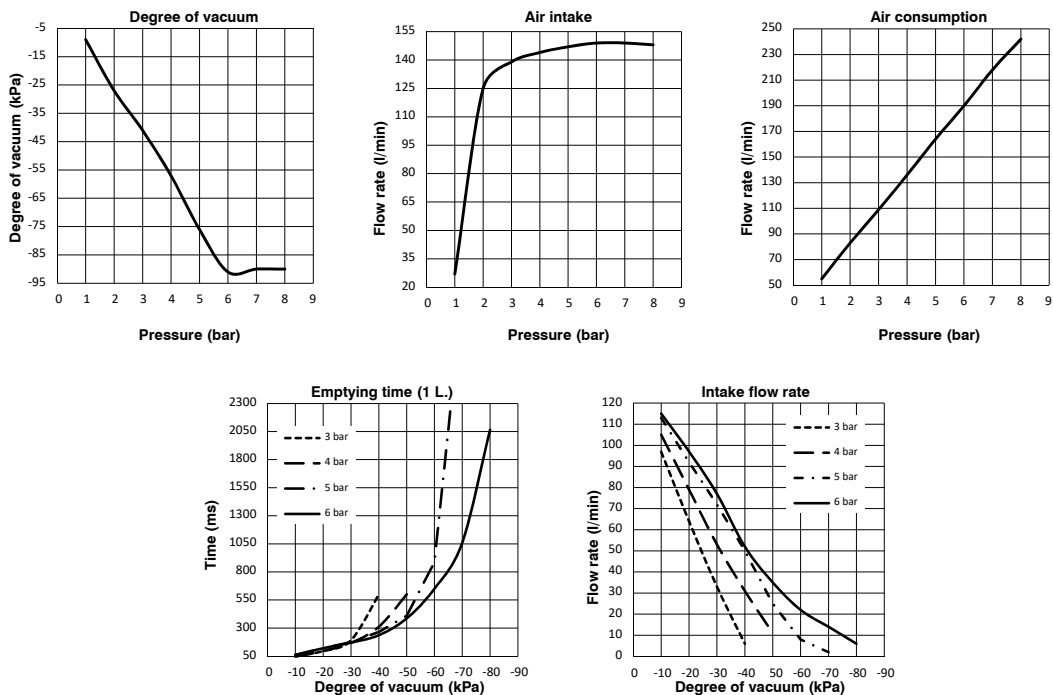 Degree of vacuum
Degree of vacuum (kPa)
-5
-15
-25
-35
-45
-55
-65
-75
-85
-95
0 1 2 3 4 5 6 7 8 9
Pressure (bar)
Air intake
Flow rate (l/min)
155
140
125
110
95
80
65
50
35
20
0 1 2 3 4 5 6 7 8 9
Pressure (bar)
Air consumption
Flow rate (l/min)
250
230
210
190
170
150
130
110
90
70
50
0 1 2 3 4 5 6 7 8 9
Pressure (bar)
Emptying time (1 L.)
Time (ms)
2300
2050
1800
1550
1300
1050
800
550
300
50
3 bar
4 bar
5 bar
6 bar
0 -10 -20 -30 -40 -50 -60 -70 -80 -90
Degree of vacuum (kPa)
Intake flow rate
Flow rate (l/min)
120
110
100
90
80
70
60
50
40
30
20
10
0
3 bar
4 bar
5 bar
6 bar
0 -10 -20 -30 -40 -50 -60 -70 -80 -90
Degree of vacuum (kPa)